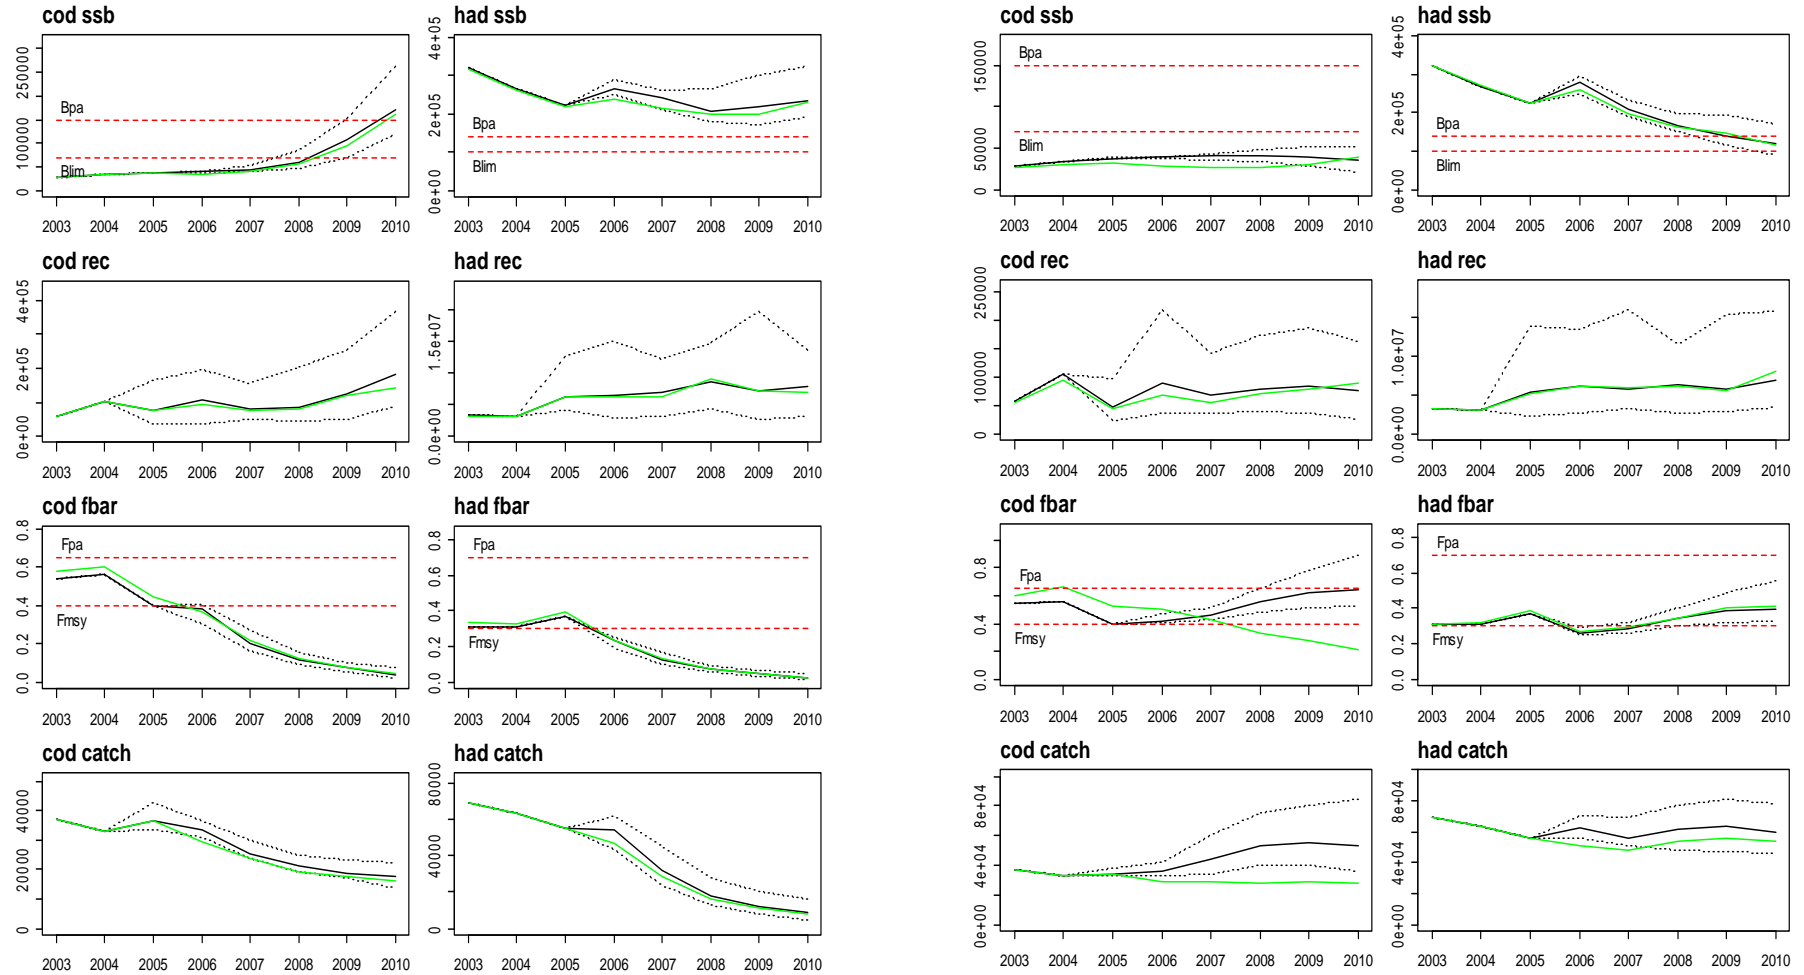 cod ssb
0 100000 250000
Bpa
Blim
2003 2004 2005 2006 2007 2008 2009 2010
had ssb
0e+00 2e+05 4e+05
Bpa
Blim
2003 2004 2005 2006 2007 2008 2009 2010
cod rec
0e+00 2e+05 4e+05
2003 2004 2005 2006 2007 2008 2009 2010
had rec
0.0e+00 1.5e+07
2003 2004 2005 2006 2007 2008 2009 2010
cod fbar
0.0 0.2 0.4 0.6 0.8
Fpa
Fmsy
2003 2004 2005 2006 2007 2008 2009 2010
had fbar
0.0 0.2 0.4 0.6 0.8
Fpa
Fmsy
2003 2004 2005 2006 2007 2008 2009 2010
cod catch
0 20000 40000
2003 2004 2005 2006 2007 2008 2009 2010
had catch
0 40000 80000
2003 2004 2005 2006 2007 2008 2009 2010
cod ssb
0 50000 150000
Bpa
Blim
2003 2004 2005 2006 2007 2008 2009 2010
had ssb
0e+00 2e+05 4e+05
Bpa
Blim
2003 2004 2005 2006 2007 2008 2009 2010
cod rec
0 100000 250000
2003 2004 2005 2006 2007 2008 2009 2010
had rec
0.0e+00 1.0e+07
2003 2004 2005 2006 2007 2008 2009 2010
cod fbar
0.0 0.4 0.8
Fpa
Fmsy
2003 2004 2005 2006 2007 2008 2009 2010
had fbar
0.0 0.2 0.4 0.6 0.8
Fpa
Fmsy
2003 2004 2005 2006 2007 2008 2009 2010
cod catch
0e+00 4e+04 8e+04
2003 2004 2005 2006 2007 2008 2009 2010
had catch
0e+00 4e+04 8e+04
2003 2004 2005 2006 2007 2008 2009 2010